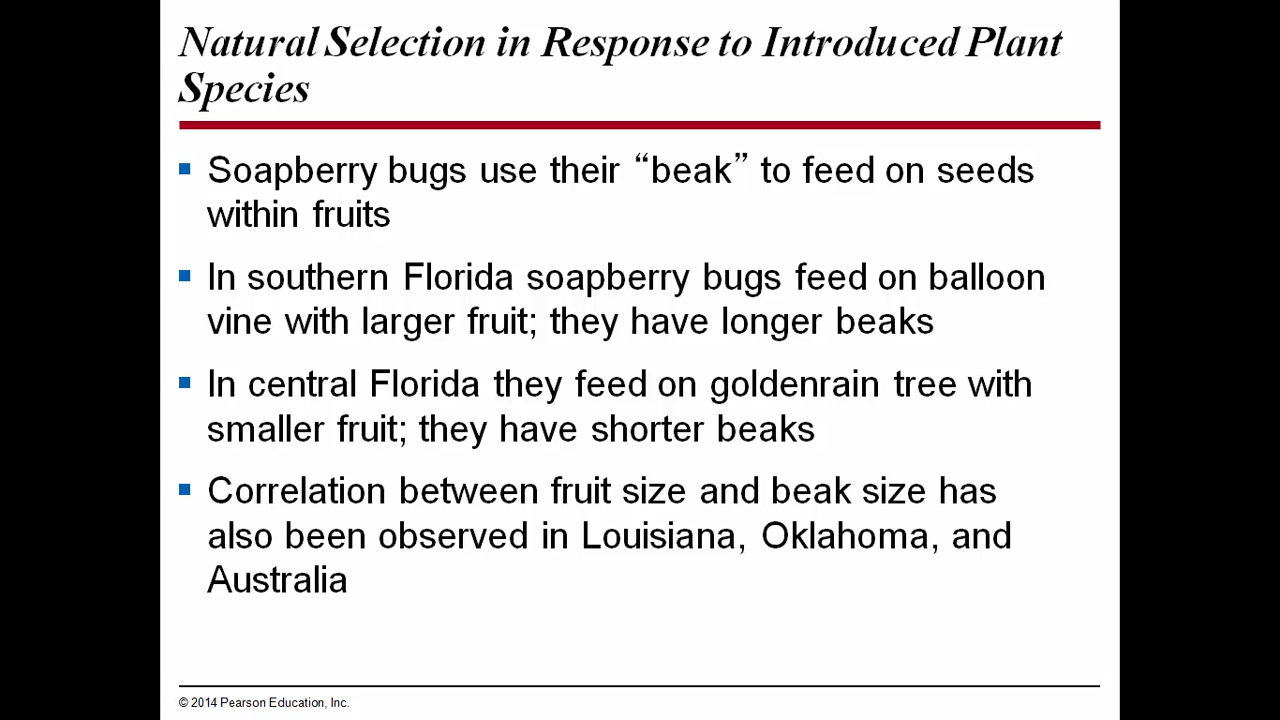 Natural Selection in Response to Introduced Plant
Species
▪ Soapberry bugs use their “beak” to feed on seeds
within fruits
▪ In southern Florida soapberry bugs feed on balloon
vine with larger fruit; they have longer beaks
▪ In central Florida they feed on goldenrain tree with
smaller fruit; they have shorter beaks
▪ Correlation between fruit size and beak size has
also been observed in Louisiana, Oklahoma, and
Australia
© 2014 Pearson Education, Inc.